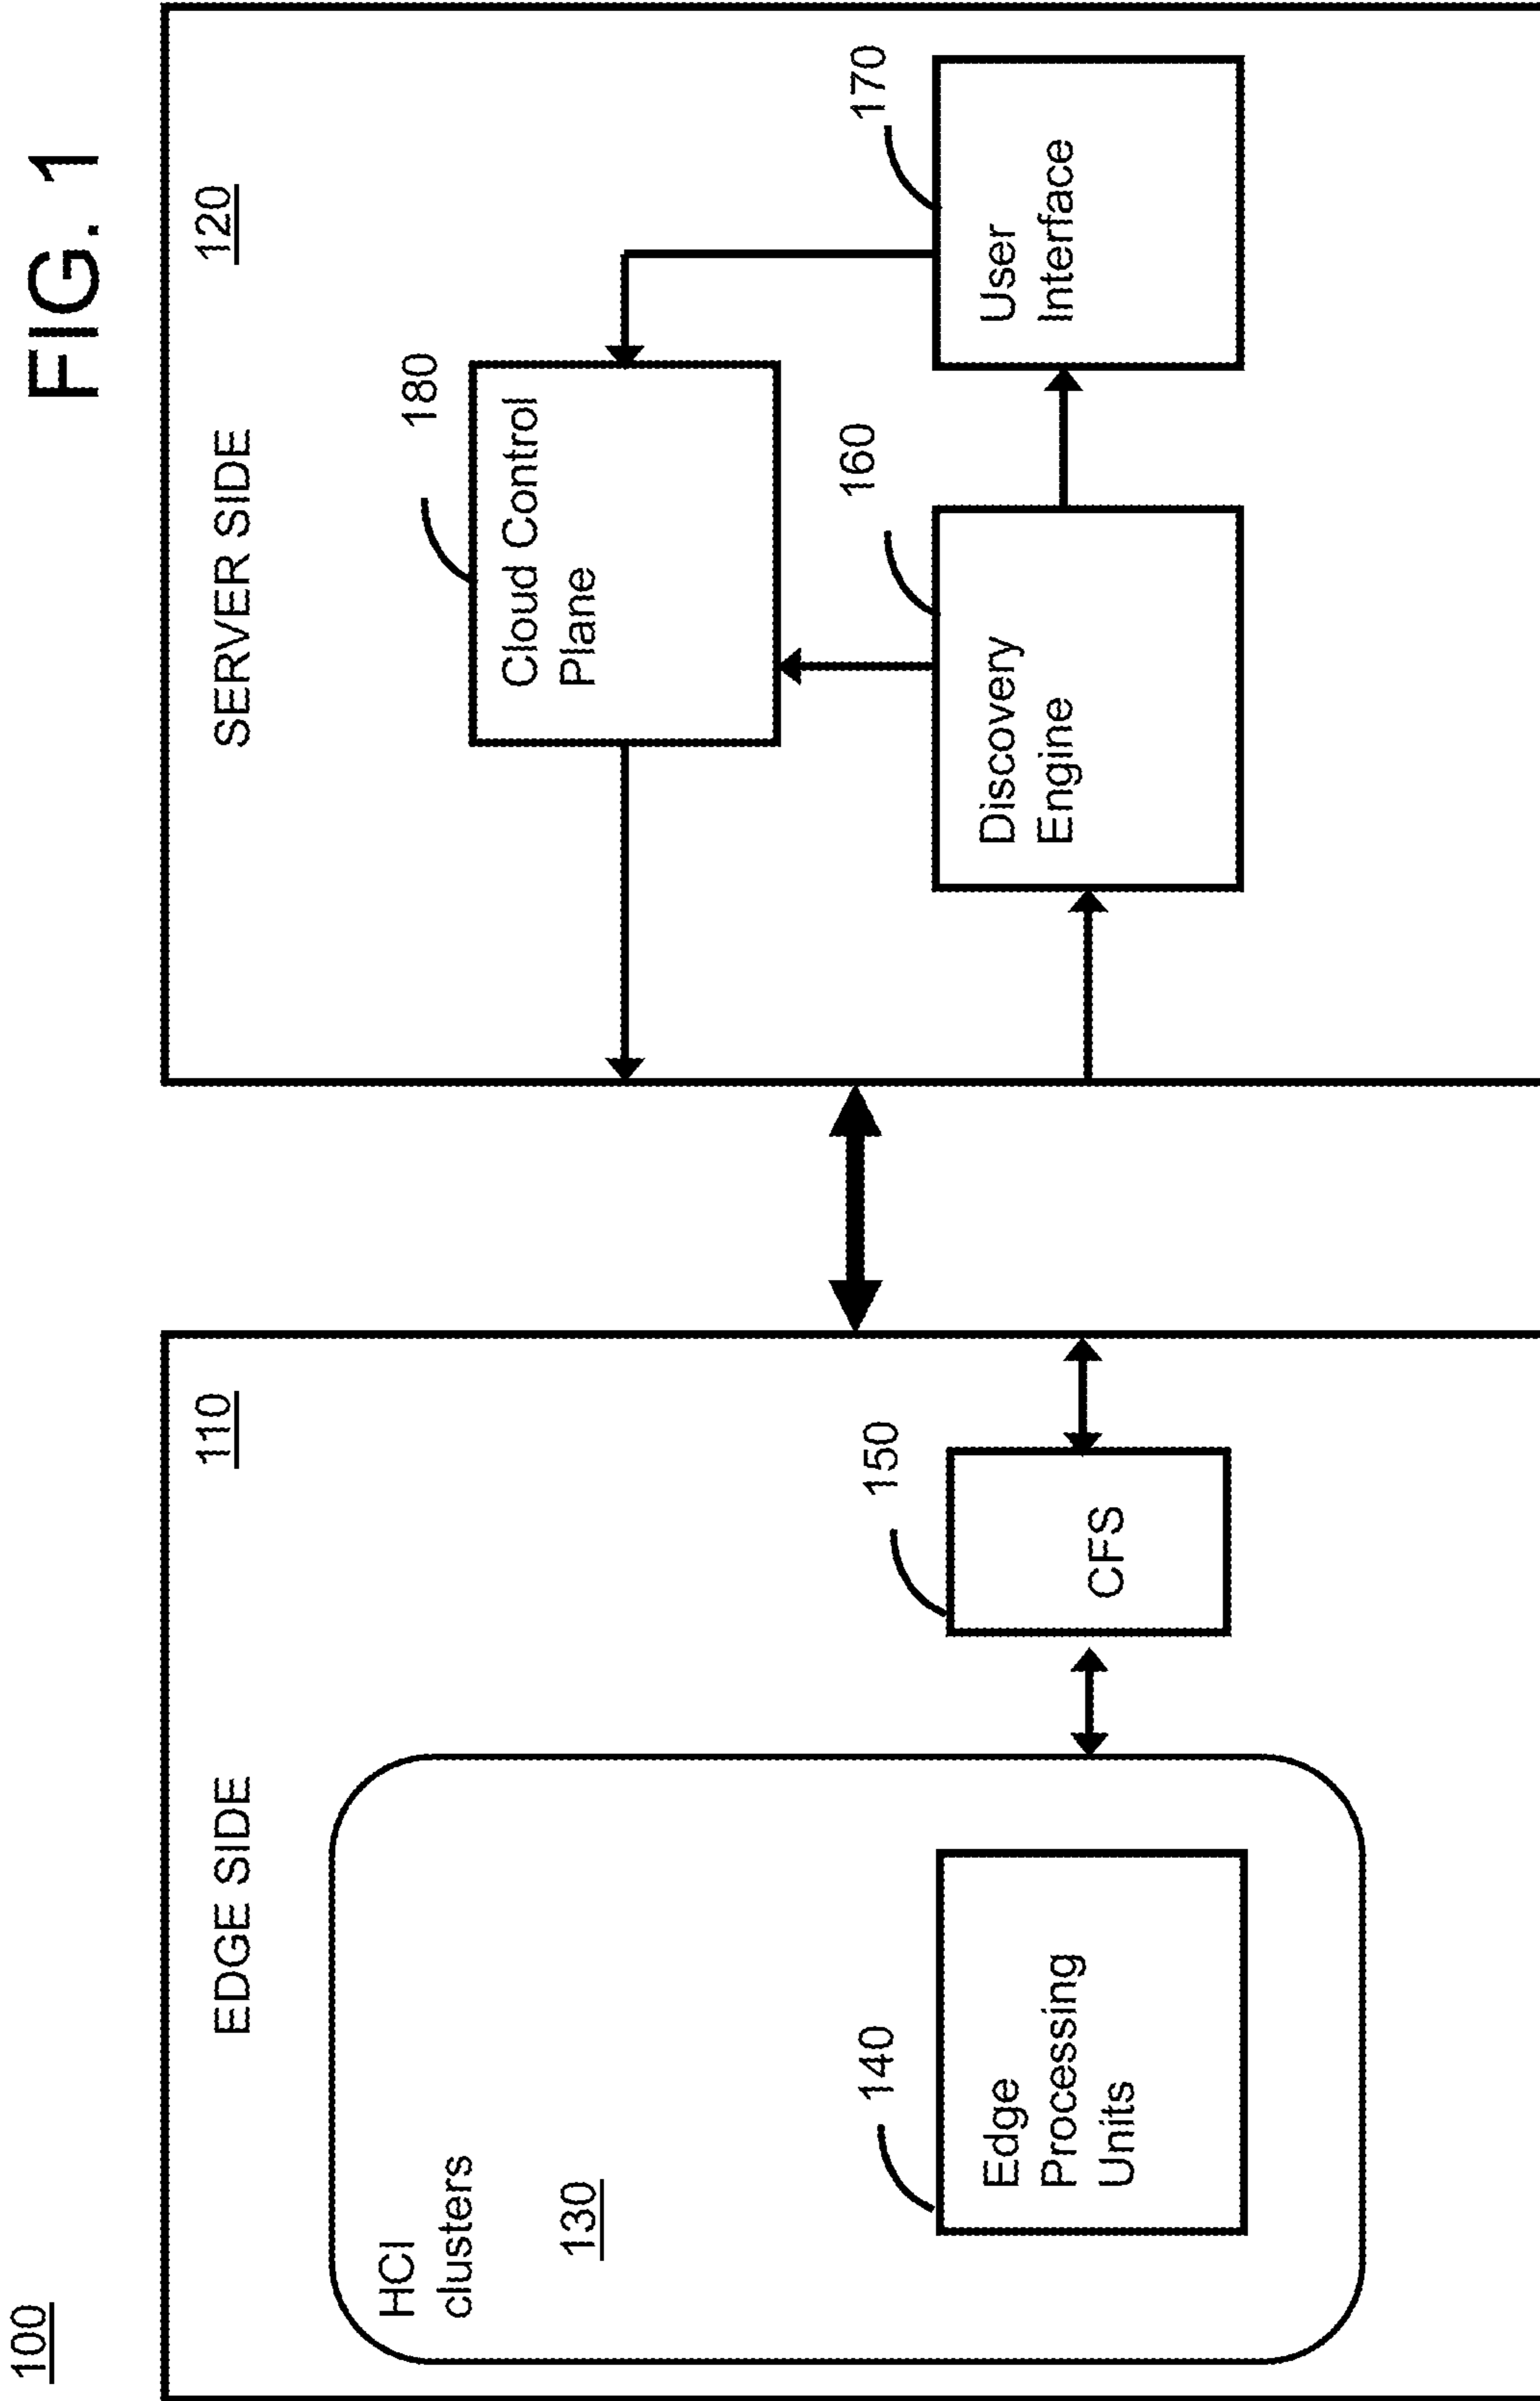 FIG. 1
100
EDGE SIDE
110
HCI
clusters
130
140
Edge
Processing
Units
150
CFS
SERVER SIDE
120
180
Cloud Control
Plane
160
Discovery
Engine
170
User
Interface